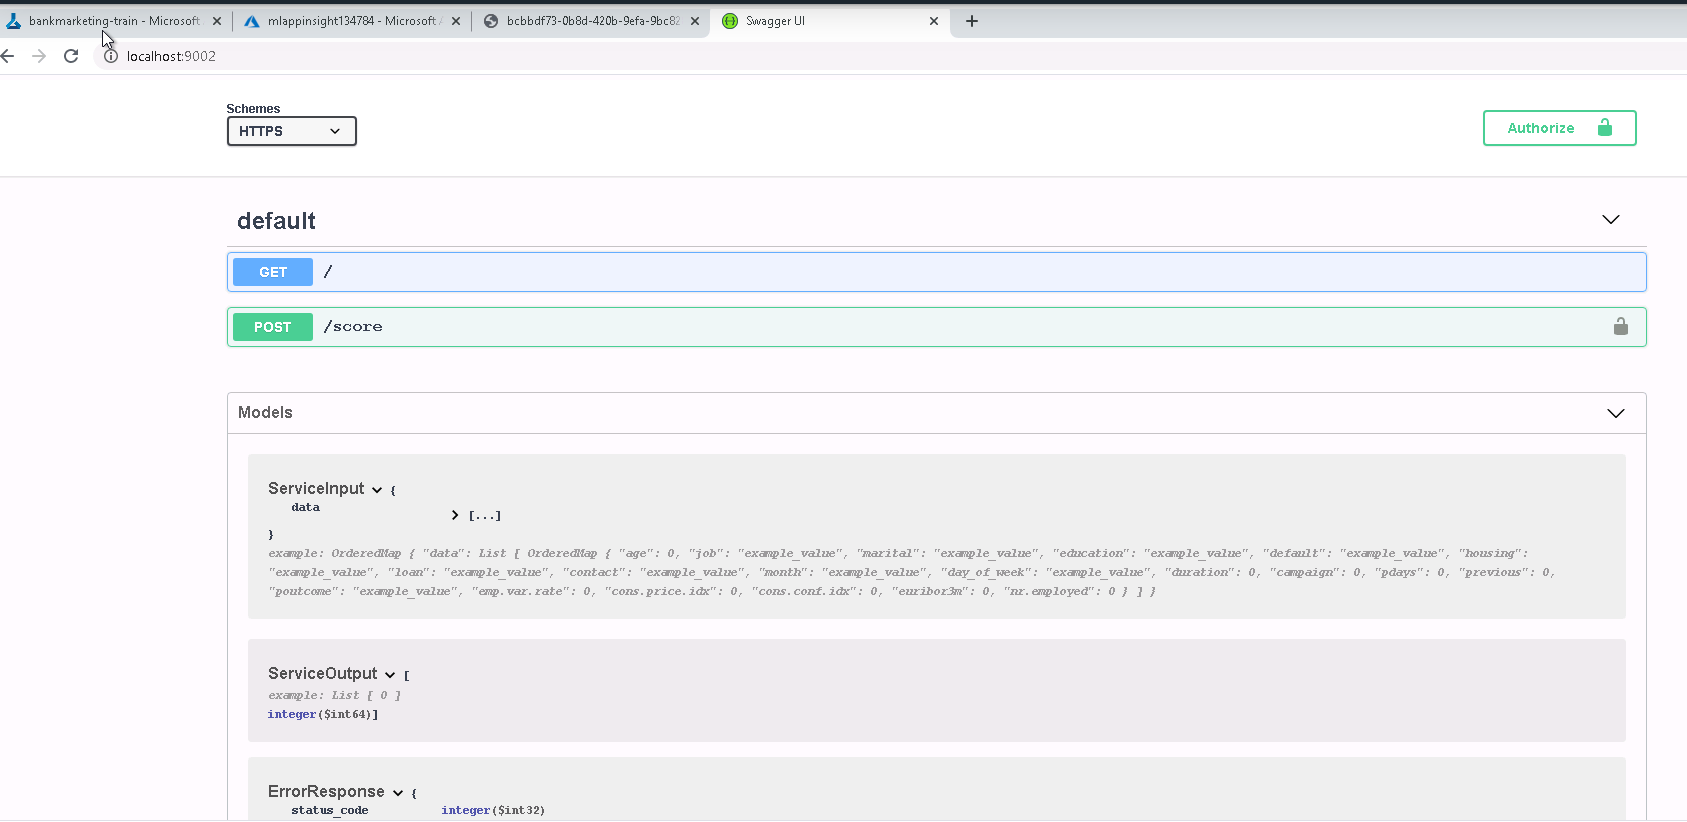 bankmarketing-train - Microsoft
mlappinsight134784 - Microsoft A
bcbbdf73-0b8d-420b-9efa-9bc82
Swagger UI
localhost:9002
Schemes
HTTPS
Authorize
default
GET /
POST /score
Models
ServiceInput {
data
[...]
}
example: OrderedMap { "data": List [ OrderedMap { "age": 0, "job": "example_value", "marital": "example_value", "education": "example_value", "default": "example_value", "housing":
"example_value", "loan": "example_value", "contact": "example_value", "month": "example_value", "day_of_week": "example_value", "duration": 0, "campaign": 0, "pdays": 0, "previous": 0,
"poutcome": "example_value", "emp.var.rate": 0, "cons.price.idx": 0, "cons.conf.idx": 0, "euribor3m": 0, "nr.employed": 0 } ] }
ServiceOutput [
example: List [ 0 ]
integer($int64)]
ErrorResponse {
status_code integer($int32)